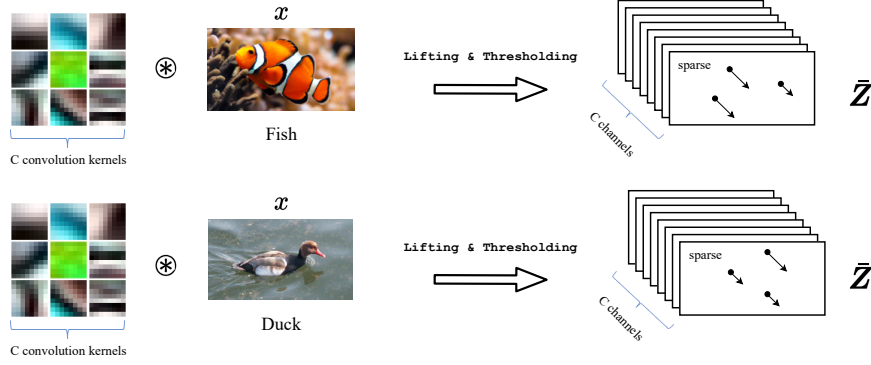 x
Lifting & Thresholding
sparse
Z̄
C channels
Fish
C convolution kernels
x
Lifting & Thresholding
sparse
Z̄
C channels
Duck
C convolution kernels